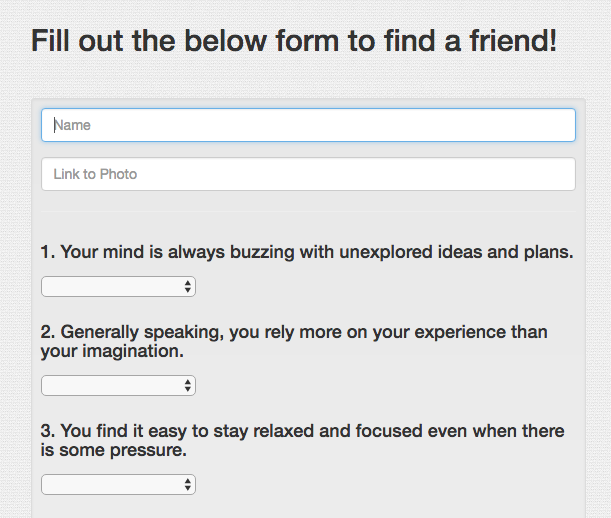 Fill out the below form to find a friend!
Name
Link to Photo
1. Your mind is always buzzing with unexplored ideas and plans.
2. Generally speaking, you rely more on your experience than
your imagination.
3. You find it easy to stay relaxed and focused even when there
is some pressure.